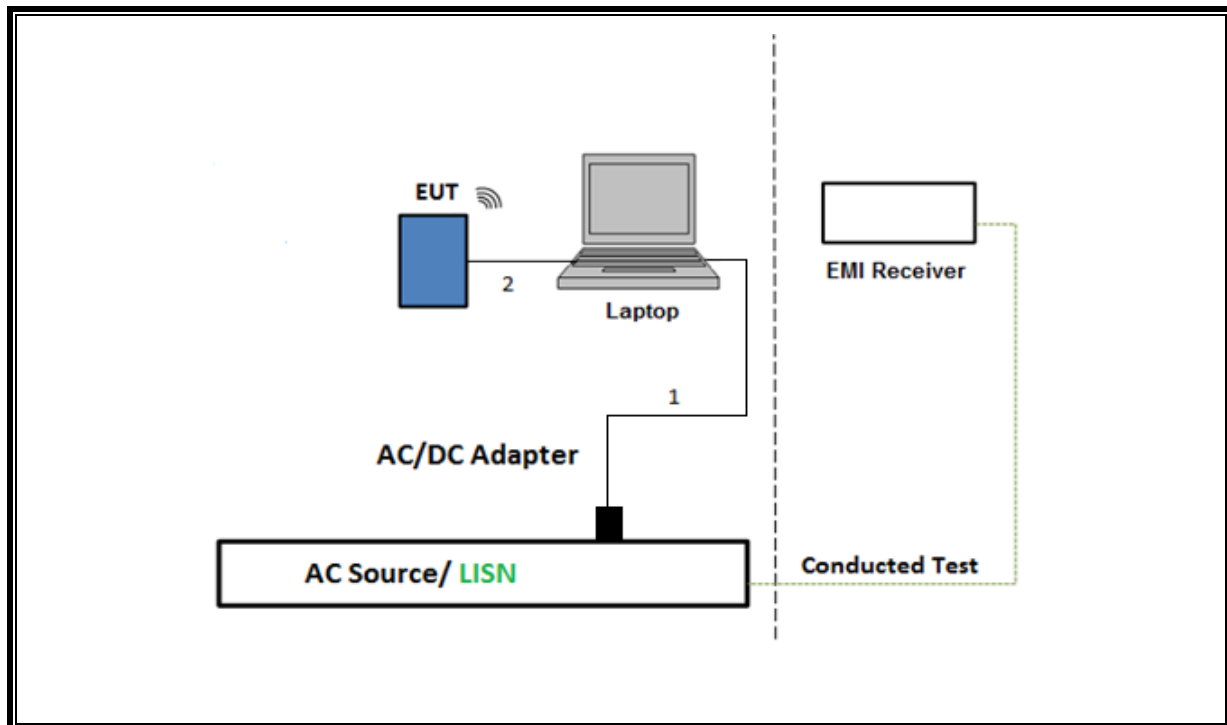 EUT
2
Laptop
EMI Receiver
1
AC/DC Adapter
AC Source/ LISN
Conducted Test